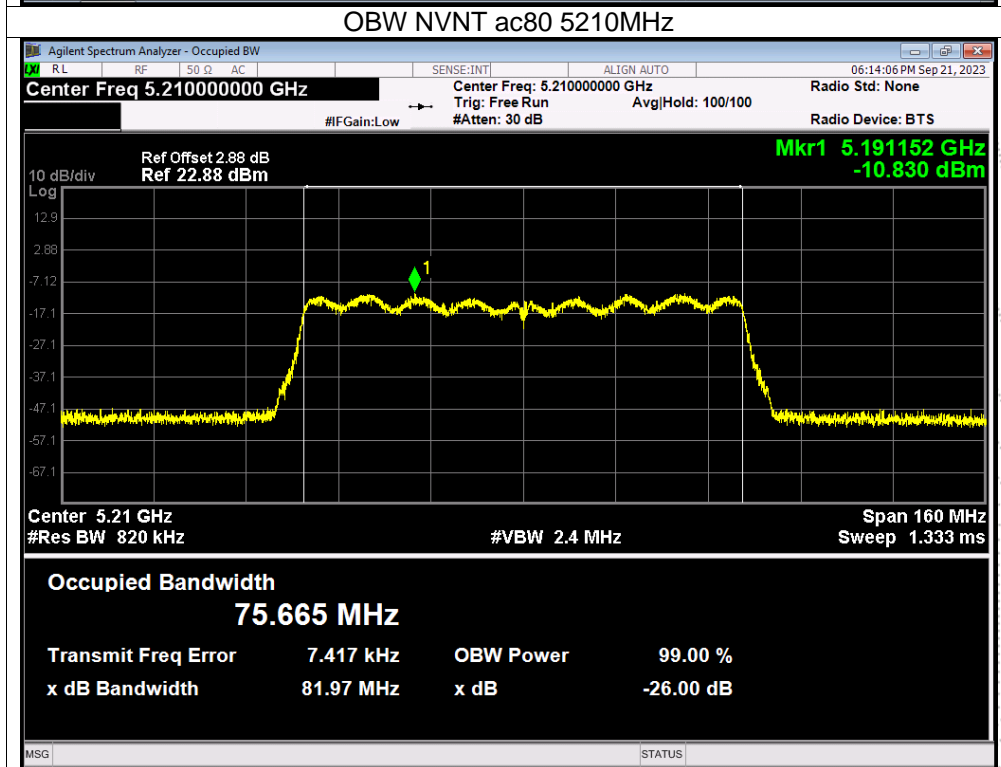 OBW NVNT ac80 5210MHz
Agilent Spectrum Analyzer - Occupied BW
LXI RL RF 50 Ω AC SENSE:INT ALIGN AUTO 06:14:06 PM Sep 21, 2023
Center Freq 5.210000000 GHz Center Freq: 5.210000000 GHz Radio Std: None
Trig: Free Run Avg|Hold: 100/100
#IFGain:Low #Atten: 30 dB Radio Device: BTS
Ref Offset 2.88 dB Mkr1 5.191152 GHz
10 dB/div Ref 22.88 dBm -10.830 dBm
Log
12.9
2.88
1
-7.12
-17.1
-27.1
-37.1
-47.1
-57.1
-67.1
Center 5.21 GHz Span 160 MHz
#Res BW 820 kHz #VBW 2.4 MHz Sweep 1.333 ms
Occupied Bandwidth
75.665 MHz
Transmit Freq Error 7.417 kHz OBW Power 99.00 %
x dB Bandwidth 81.97 MHz x dB -26.00 dB
MSG STATUS